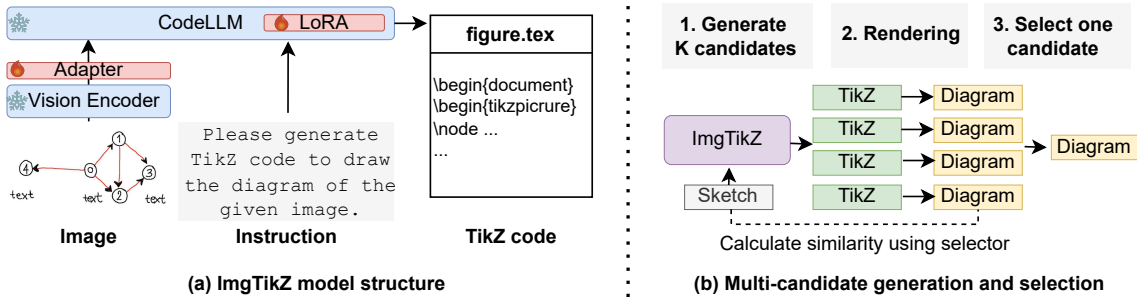 CodeLLM
LoRA
Adapter
Vision Encoder
1
4
0
3
2
text
text
text
Image
Please generate
TikZ code to draw
the diagram of the
given image.
Instruction
figure.tex
\begin{document}
\begin{tikzpicrure}
\node ...
...
TikZ code
(a) ImgTikZ model structure
1. Generate
K candidates
2. Rendering
3. Select one
candidate
ImgTikZ
Sketch
TikZ
Diagram
TikZ
Diagram
TikZ
Diagram
TikZ
Diagram
Diagram
Calculate similarity using selector
(b) Multi-candidate generation and selection